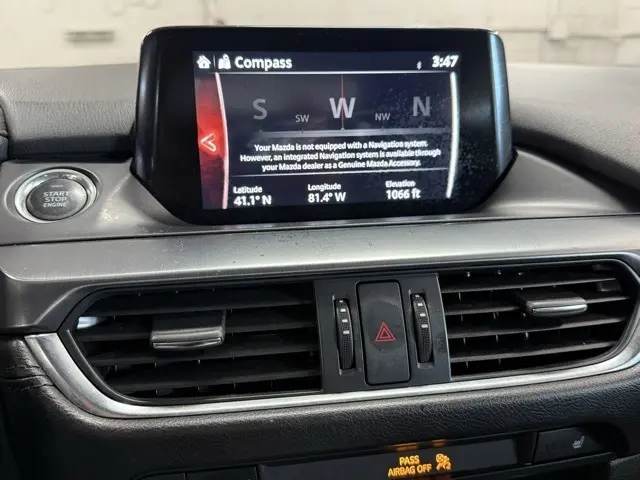 Compass 3:47
S SW W NW N
Your Mazda is not equipped with a Navigation system.
However, an integrated Navigation system is available through
your Mazda dealer as a Genuine Mazda Accessory.
Latitude Longitude Elevation
41.1° N 81.4° W 1066 ft
START
STOP
ENGINE
PASS
AIRBAG OFF